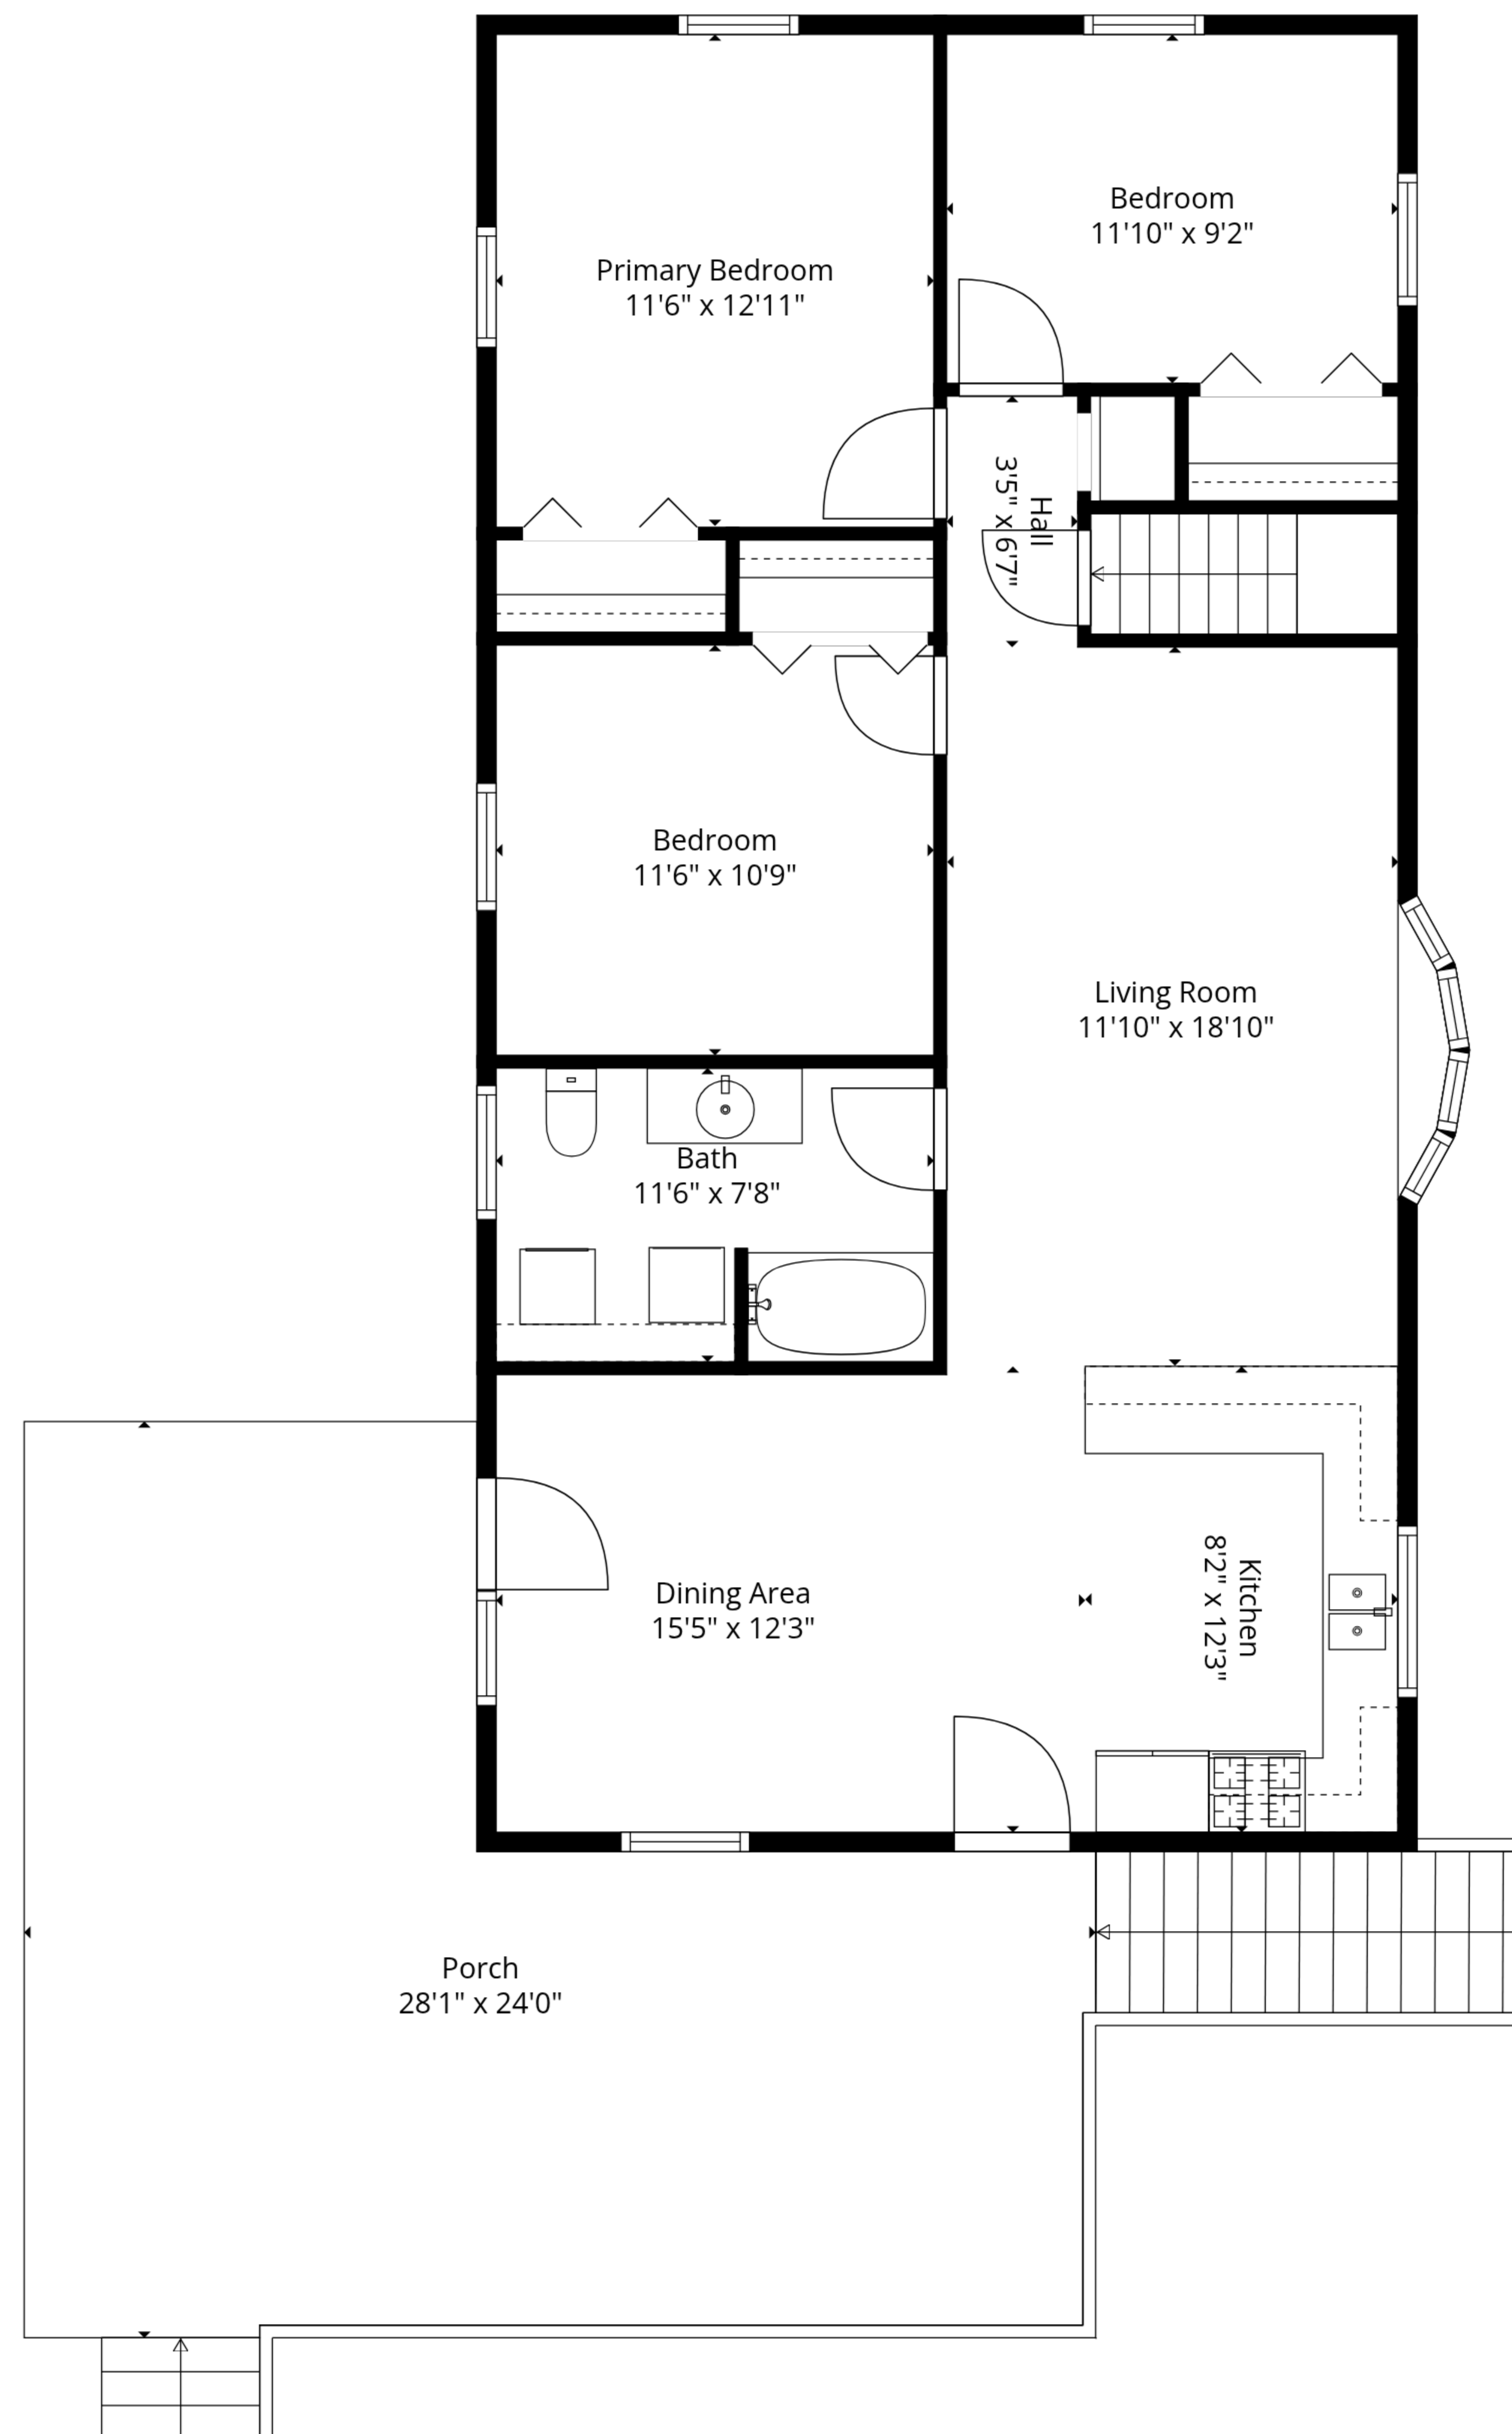 Bedroom
11'10" x 9'2"
Primary Bedroom
11'6" x 12'11"
Hall
3'5" x 6'7"
Bedroom
11'6" x 10'9"
Living Room
11'10" x 18'10"
Bath
11'6" x 7'8"
Dining Area
15'5" x 12'3"
Kitchen
8'2" x 12'3"
Porch
28'1" x 24'0"